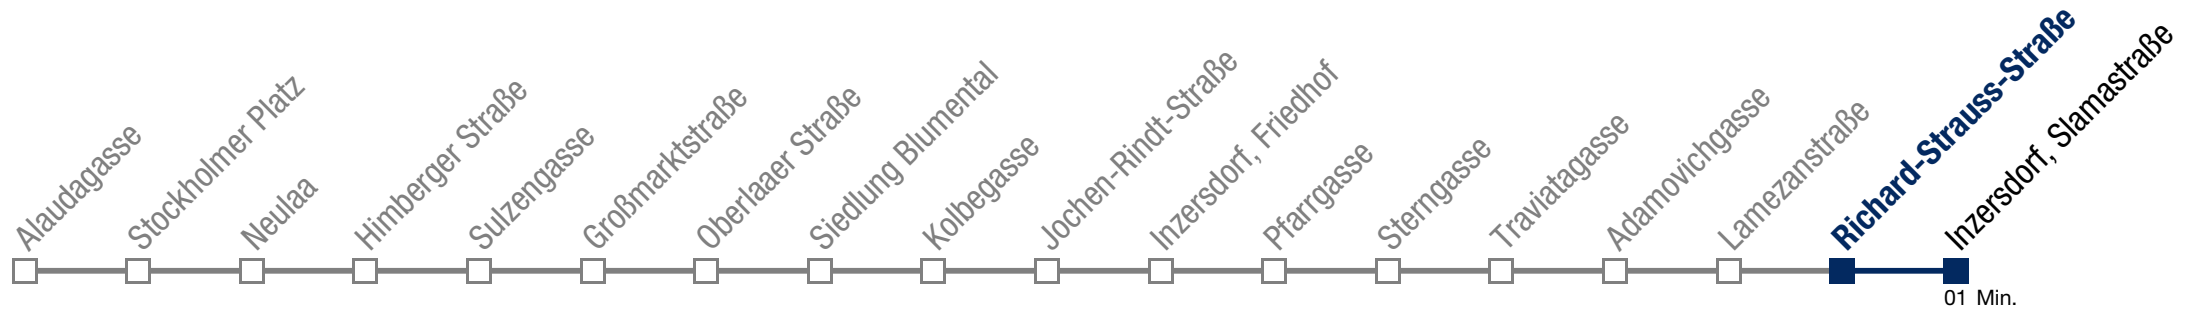 Alaudagasse
Stockholmer Platz
Neulaa
Himberger Straße
Sulzengasse
Großmarktstraße
Oberlaaer Straße
Siedlung Blumental
Kolbegasse
Jochen-Rindt-Straße
Inzersdorf, Friedhof
Pfarrgasse
Sterngasse
Traviatagasse
Adamovichgasse
Lamezanstraße
Richard-Strauss-Straße
Inzersdorf, Slamastraße
01 Min.